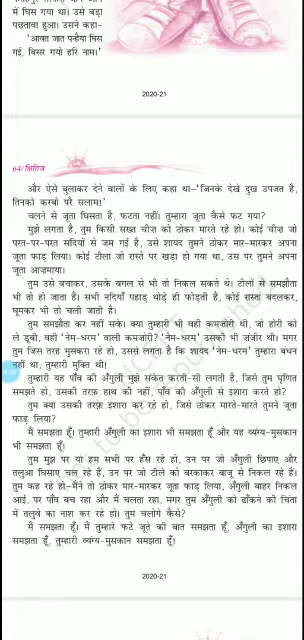 में घिस गया था। उसे बड़ा
पछतावा हुआ। उसने कहा-
'आवत जात पन्हैया घिस
गई, बिसर गयो हरि नाम।'
2020-21
64/क्षितिज
और ऐसे बुलाकर देने वालों के लिए कहा था–'जिनके देखे दुख उपजत है,
तिनको करबो परै सलाम!'
चलने से जूता घिसता है, फटता नहीं। तुम्हारा जूता कैसे फट गया?
मुझे लगता है, तुम किसी सख्त चीज़ को ठोकर मारते रहे हो। कोई चीज़ जो
परत-पर-परत सदियों से जम गई है, उसे शायद तुमने ठोकर मार-मारकर अपना
जूता फाड़ लिया। कोई टीला जो रास्ते पर खड़ा हो गया था, उस पर तुमने अपना
जूता आज़माया।
तुम उसे बचाकर, उसके बगल से भी तो निकल सकते थे। टीलों से समझौता
भी तो हो जाता है। सभी नदियाँ पहाड़ थोड़े ही फोड़ती हैं, कोई रास्ता बदलकर,
घूमकर भी तो चली जाती है।
तुम समझौता कर नहीं सके। क्या तुम्हारी भी वही कमज़ोरी थी, जो होरी को
ले डूबी, वही 'नेम-धरम' वाली कमज़ोरी? 'नेम-धरम' उसकी भी जंजीर थी। मगर
तुम जिस तरह मुसकरा रहे हो, उससे लगता है कि शायद 'नेम-धरम' तुम्हारा बंधन
नहीं था, तुम्हारी मुक्ति थी!
तुम्हारी यह पाँव की अँगुली मुझे संकेत करती-सी लगती है, जिसे तुम घृणित
समझते हो, उसकी तरफ़ हाथ की नहीं, पाँव की अँगुली से इशारा करते हो?
तुम क्या उसकी तरफ़ इशारा कर रहे हो, जिसे ठोकर मारते-मारते तुमने जूता
फाड़ लिया?
मैं समझता हूँ। तुम्हारी अँगुली का इशारा भी समझता हूँ और यह व्यंग्य-मुसकान
भी समझता हूँ।
तुम मुझ पर या हम सभी पर हँस रहे हो, उन पर जो अँगुली छिपाए और
तलुआ घिसाए चल रहे हैं, उन पर जो टीले को बरकाकर बाजू से निकल रहे हैं।
तुम कह रहे हो–मैंने तो ठोकर मार-मारकर जूता फाड़ लिया, अँगुली बाहर निकल
आई, पर पाँव बच रहा और मैं चलता रहा, मगर तुम अँगुली को ढाँकने की चिंता
में तलुवे का नाश कर रहे हो। तुम चलोगे कैसे?
मैं समझता हूँ। मैं तुम्हारे फटे जूते की बात समझता हूँ, अँगुली का इशारा
समझता हूँ, तुम्हारी व्यंग्य-मुसकान समझता हूँ!
2020-21